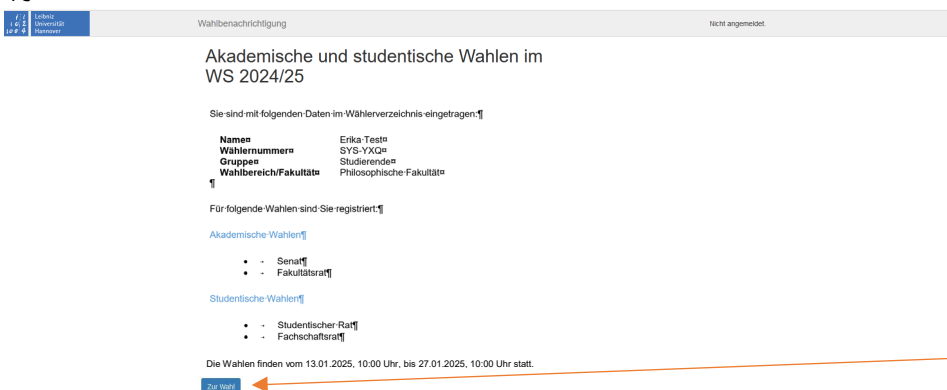 Leibniz
Universität
Hannover
Wahlbenachrichtigung
Nicht angemeldet.
Akademische und studentische Wahlen im
WS 2024/25
Sie·sind·mit·folgenden·Daten·im·Wählerverzeichnis·eingetragen:¶
Name¤ Erika·Test¤
Wählernummer¤ SYS-YXQ¤
Gruppe¤ Studierende¤
Wahlbereich/Fakultät¤ Philosophische·Fakultät¤
¶
Für·folgende·Wahlen·sind·Sie·registriert:¶
Akademische·Wahlen¶
• → Senat¶
• → Fakultätsrat¶
Studentische·Wahlen¶
• → Studentischer·Rat¶
• → Fachschaftsrat¶
Die Wahlen finden vom 13.01.2025, 10:00 Uhr, bis 27.01.2025, 10:00 Uhr statt.
Zur Wahl